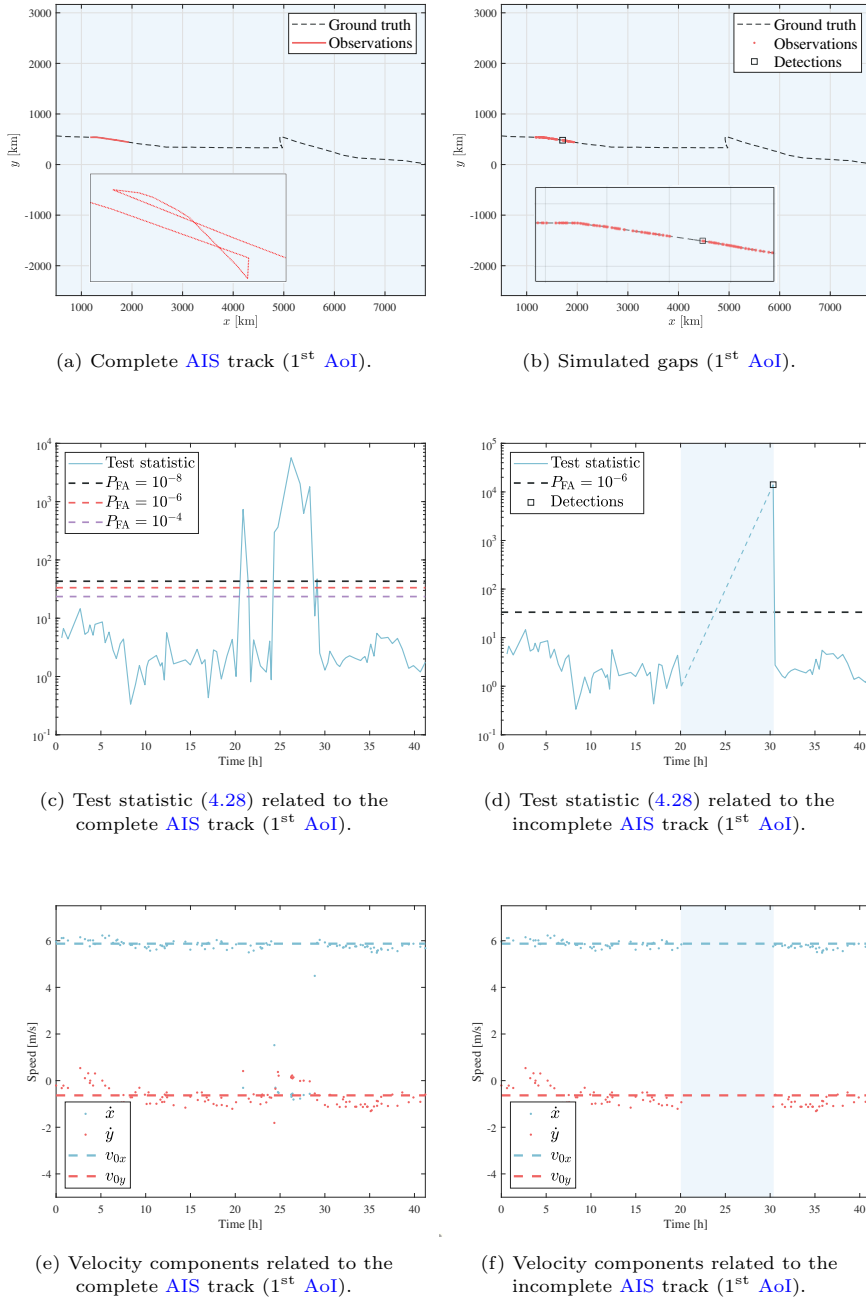 Ground truth
Observations
3000
2000
1000
0
-1000
-2000
y [km]
1000 2000 3000 4000 5000 6000 7000
x [km]
(a) Complete AIS track (1st AoI).
Ground truth
Observations
Detections
3000
2000
1000
0
-1000
-2000
y [km]
1000 2000 3000 4000 5000 6000 7000
x [km]
(b) Simulated gaps (1st AoI).
Test statistic
P_FA = 10^-8
P_FA = 10^-6
P_FA = 10^-4
10^4
10^3
10^2
10^1
10^0
10^-1
0 5 10 15 20 25 30 35 40
Time [h]
(c) Test statistic (4.28) related to the
complete AIS track (1st AoI).
Test statistic
P_FA = 10^-6
Detections
10^5
10^4
10^3
10^2
10^1
10^0
10^-1
0 5 10 15 20 25 30 35 40
Time [h]
(d) Test statistic (4.28) related to the
incomplete AIS track (1st AoI).
6
4
2
0
-2
-4
Speed [m/s]
ẋ
ẏ
v_0x
v_0y
0 5 10 15 20 25 30 35 40
Time [h]
(e) Velocity components related to the
complete AIS track (1st AoI).
6
4
2
0
-2
-4
Speed [m/s]
ẋ
ẏ
v_0x
v_0y
0 5 10 15 20 25 30 35 40
Time [h]
(f) Velocity components related to the
incomplete AIS track (1st AoI).